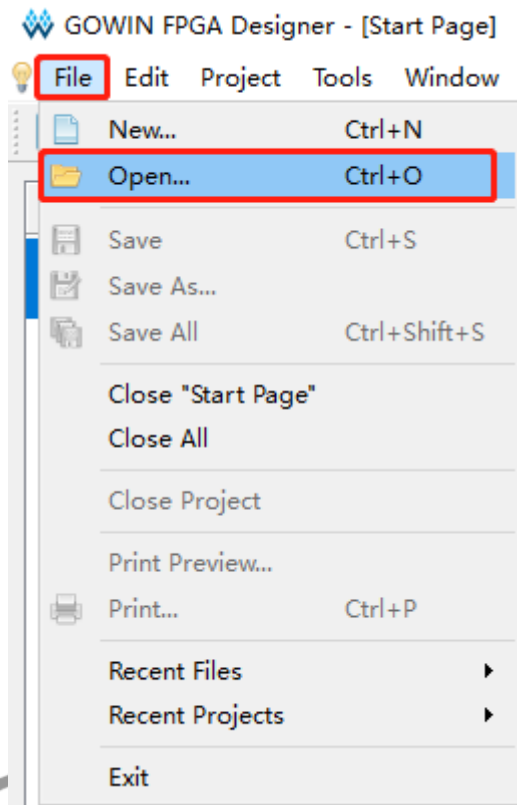 GOWIN FPGA Designer - [Start Page]
File Edit Project Tools Window
New... Ctrl+N
Open... Ctrl+O
Save Ctrl+S
Save As...
Save All Ctrl+Shift+S
Close "Start Page"
Close All
Close Project
Print Preview...
Print... Ctrl+P
Recent Files
Recent Projects
Exit